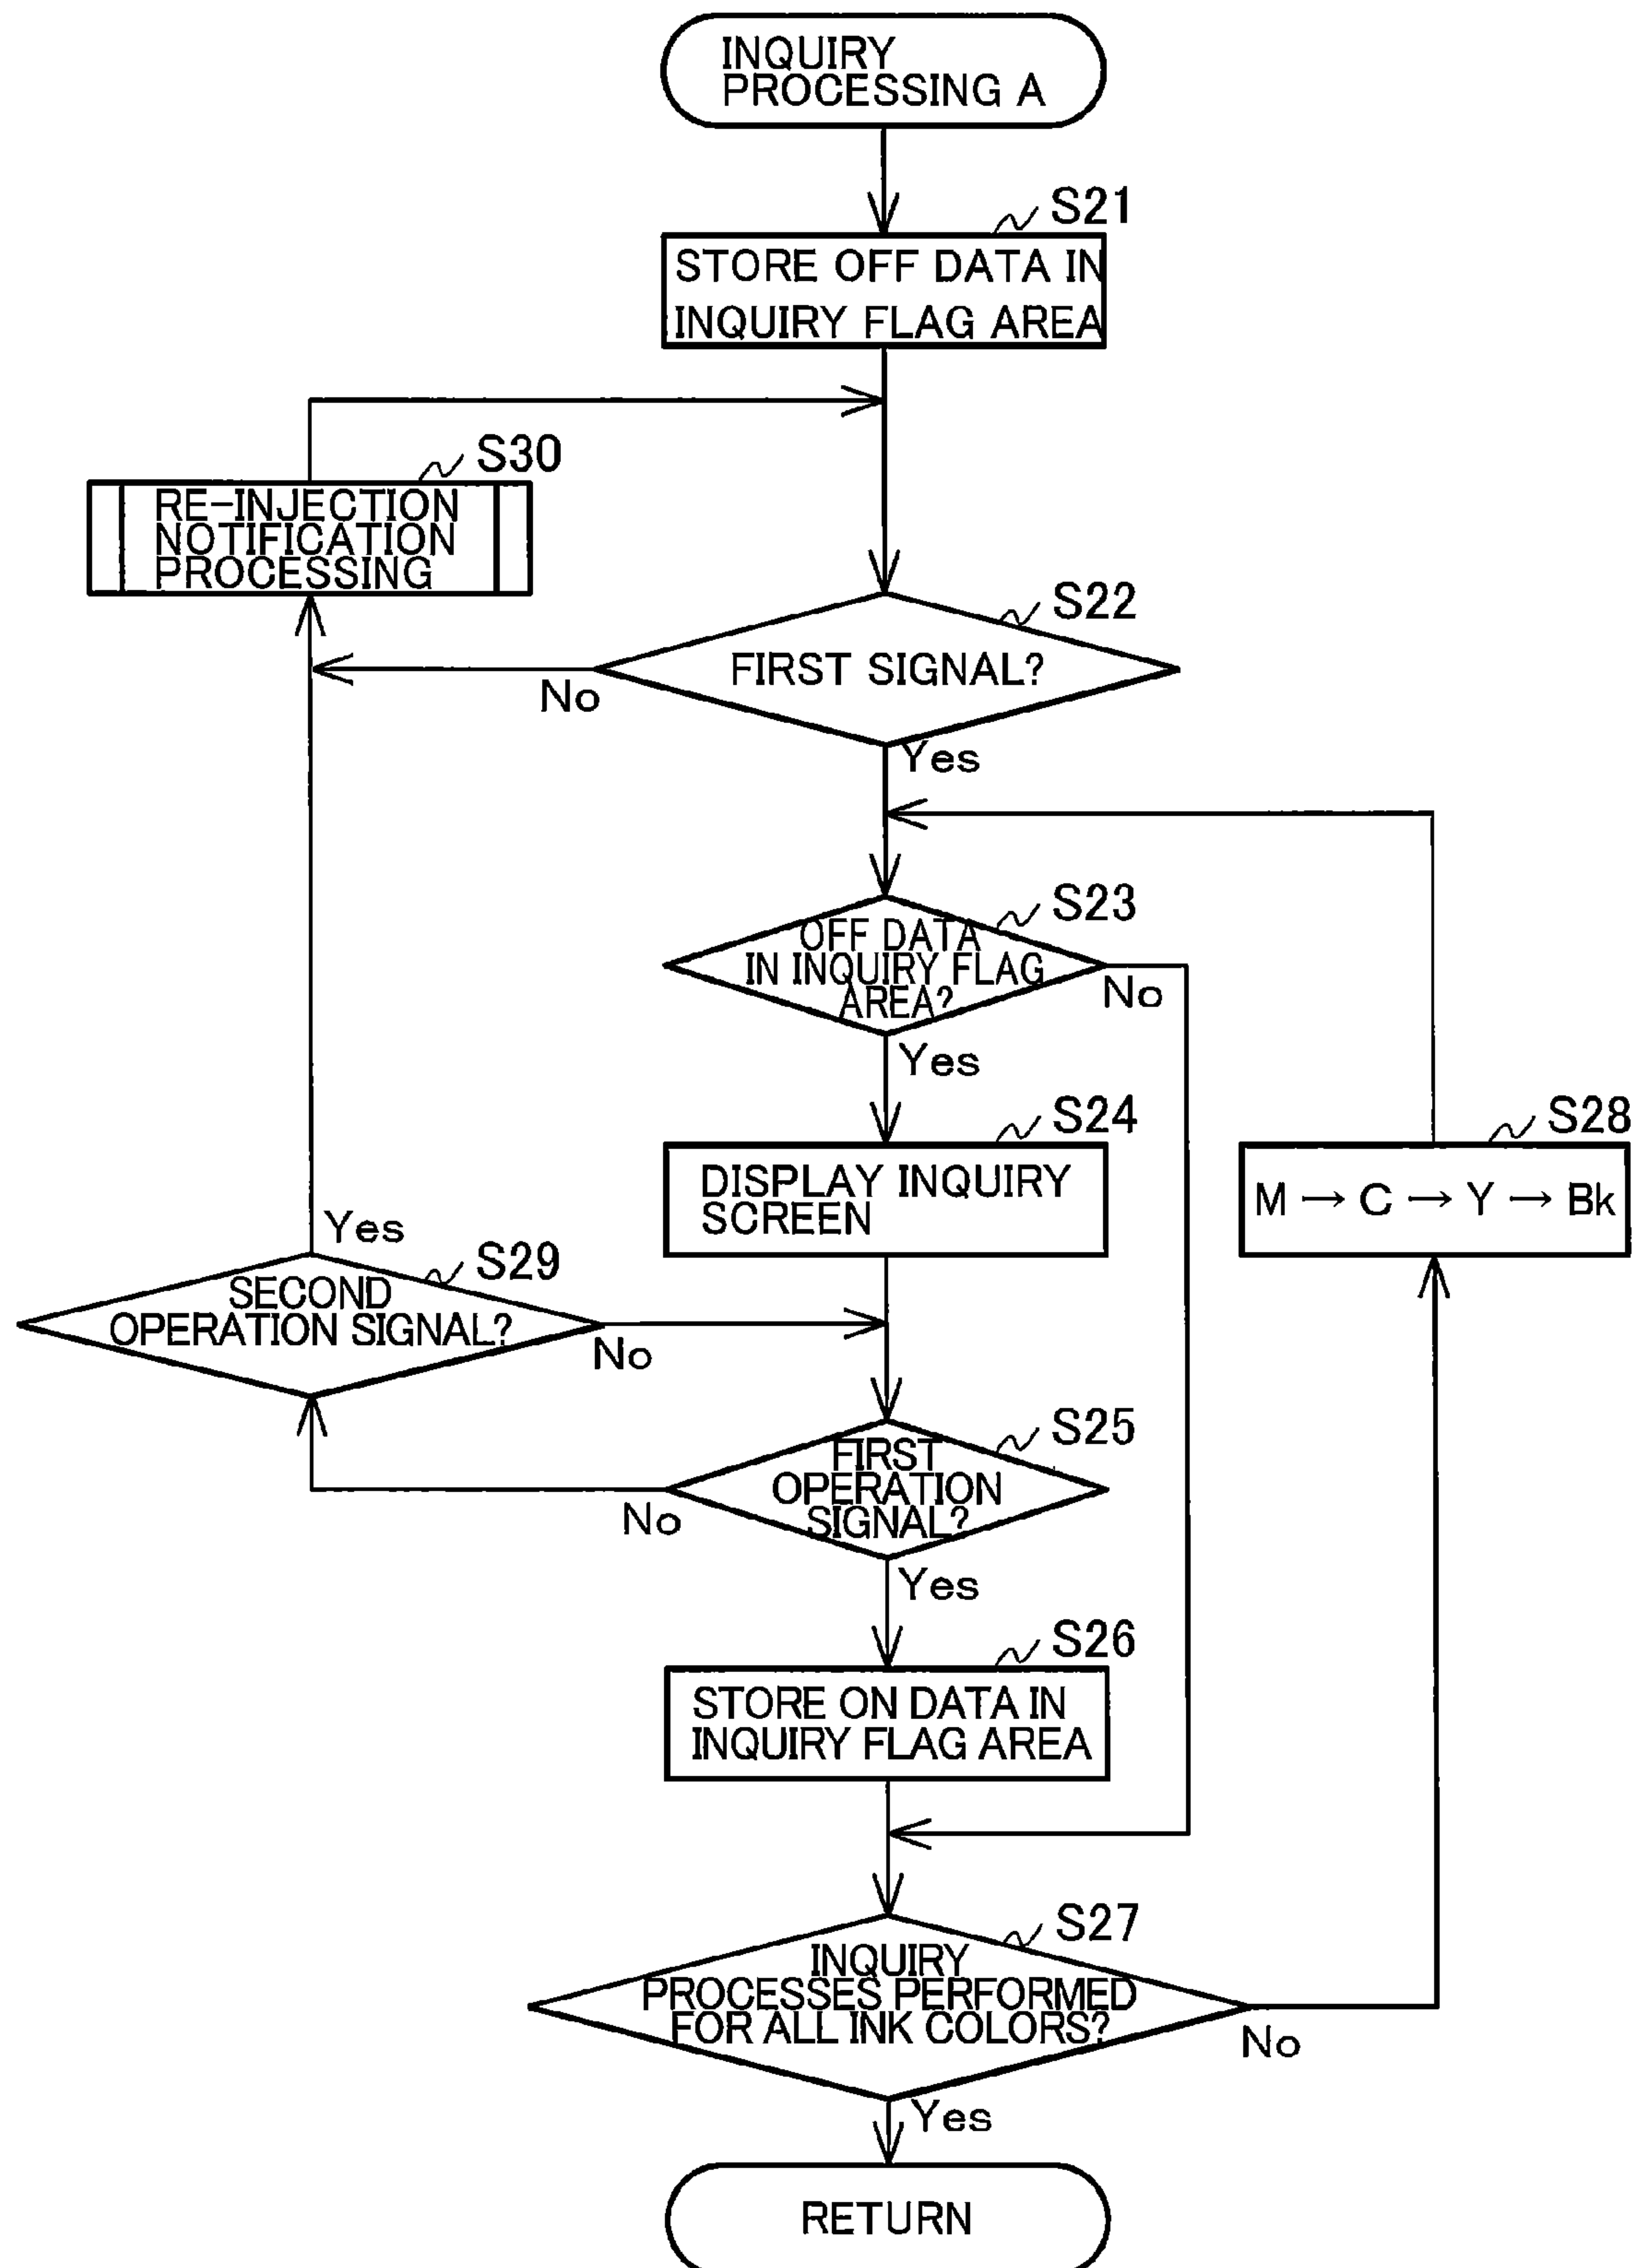 INQUIRY
PROCESSING A
S21
STORE OFF DATA IN
INQUIRY FLAG AREA
S30
RE-INJECTION
NOTIFICATION
PROCESSING
S22
FIRST SIGNAL?
No
Yes
S23
OFF DATA
IN INQUIRY FLAG
AREA?
No
Yes
S24
DISPLAY INQUIRY
SCREEN
S28
M → C → Y → Bk
Yes
S29
SECOND
OPERATION SIGNAL?
No
S25
FIRST
OPERATION
SIGNAL?
No
Yes
S26
STORE ON DATA IN
INQUIRY FLAG AREA
S27
INQUIRY
PROCESSES PERFORMED
FOR ALL INK COLORS?
No
Yes
RETURN